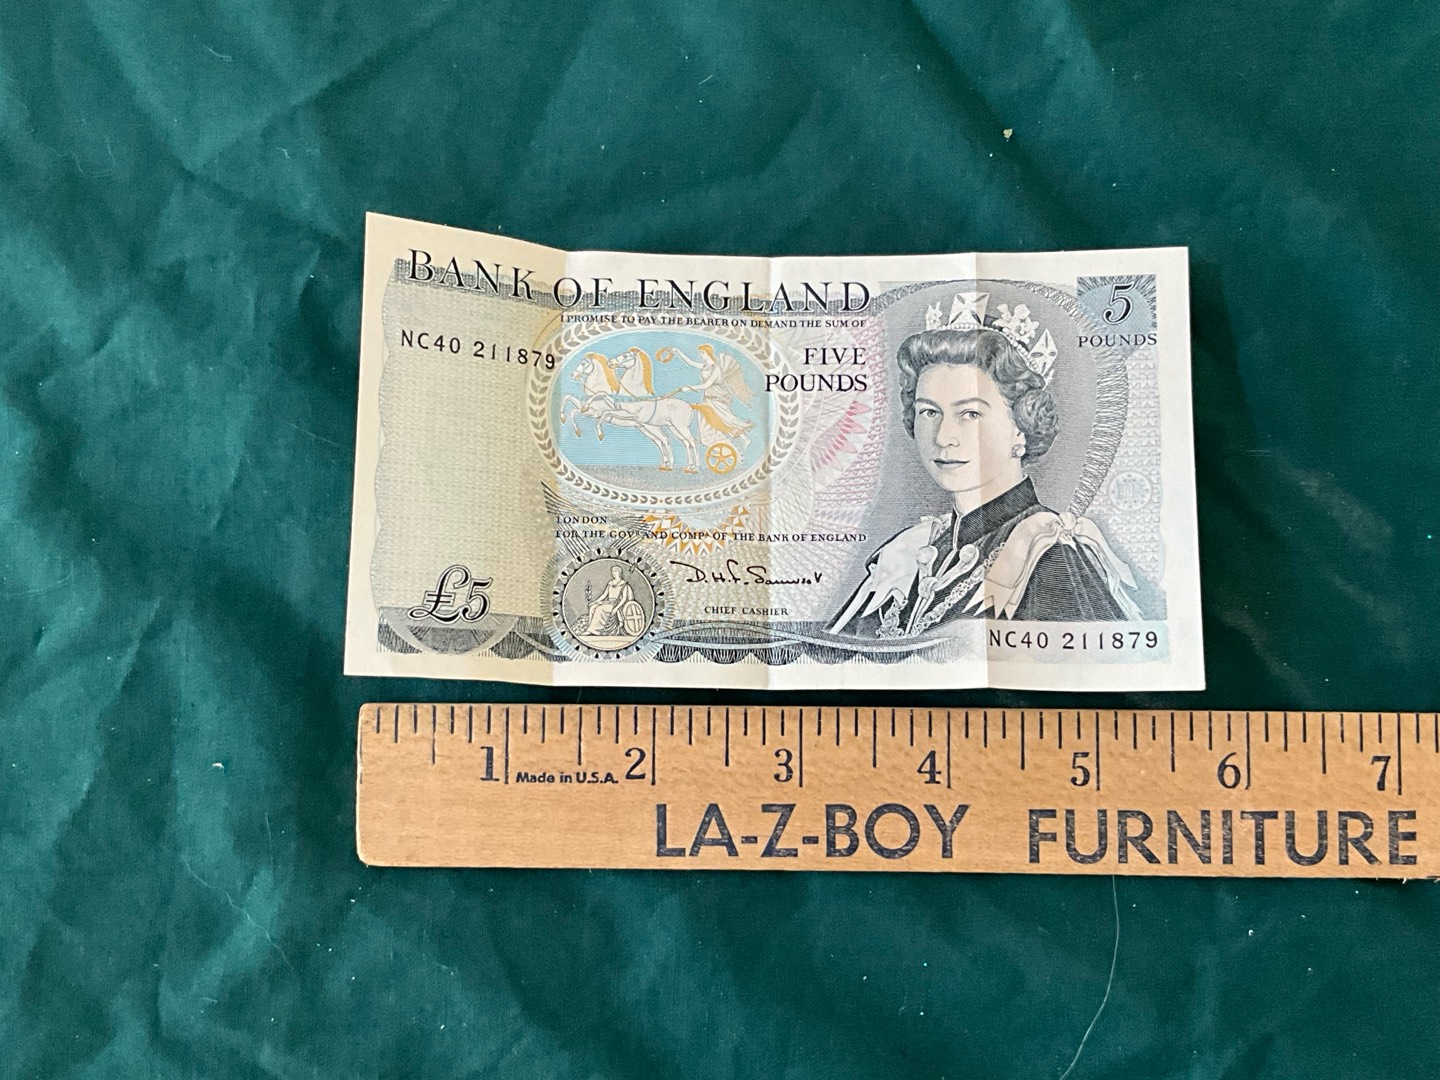 BANK OF ENGLAND
I PROMISE TO PAY THE BEARER ON DEMAND THE SUM OF
5
POUNDS
NC40 211879
FIVE
POUNDS
LONDON
FOR THE GOVR AND COMPA OF THE BANK OF ENGLAND
CHIEF CASHIER
£5
NC40 211879
1 2 3 4 5 6 7
Made in U.S.A.
LA-Z-BOY FURNITURE